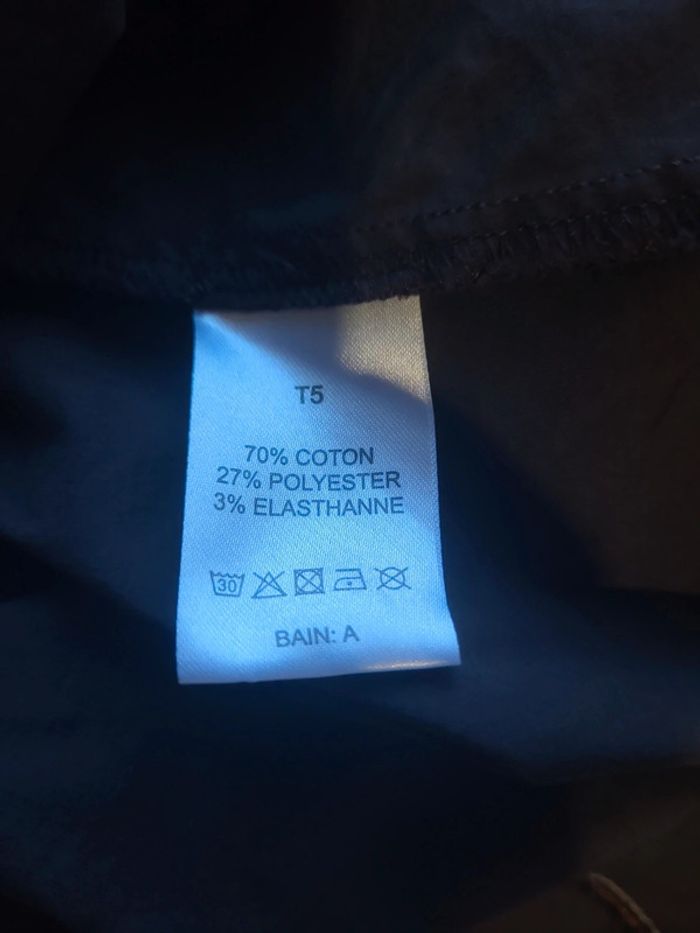 T5
70% COTON
27% POLYESTER
3% ELASTHANNE
30
BAIN: A